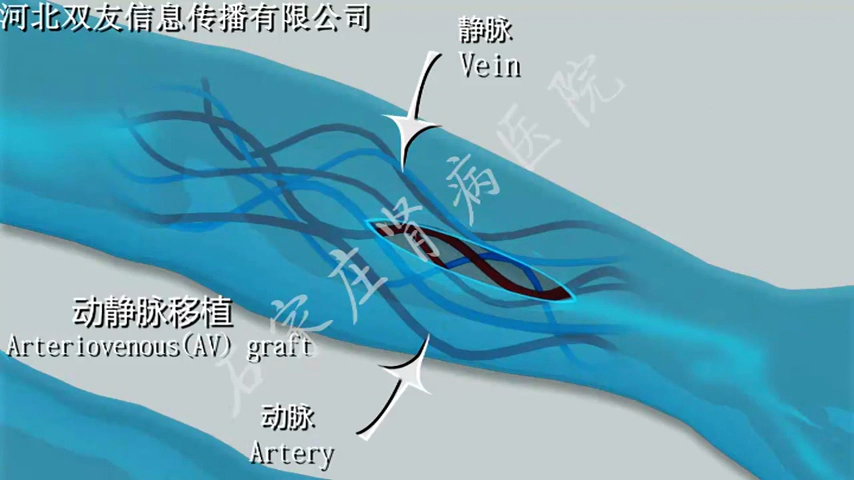 河北双友信息传播有限公司
静脉
Vein
石家庄肾病医院
动静脉移植
Arteriovenous(AV) graft
动脉
Artery